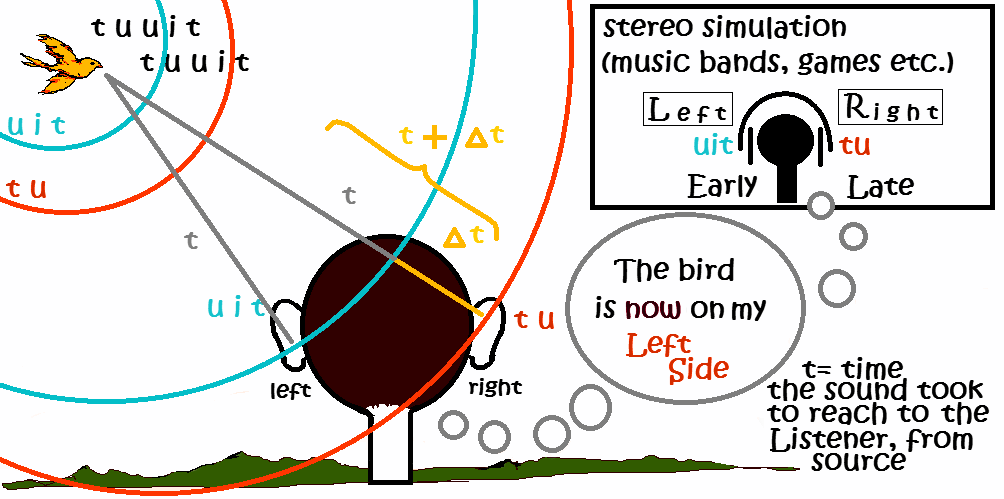 t u u i t
t u u i t
u i t
t u
t + Δt
t
Δt
t
u i t
t u
left
right
stereo simulation
(music bands, games etc.)
Left
Right
uit
tu
Early
Late
The bird
is now on my
Left
Side
t= time
the sound took
to reach to the
Listener, from
source